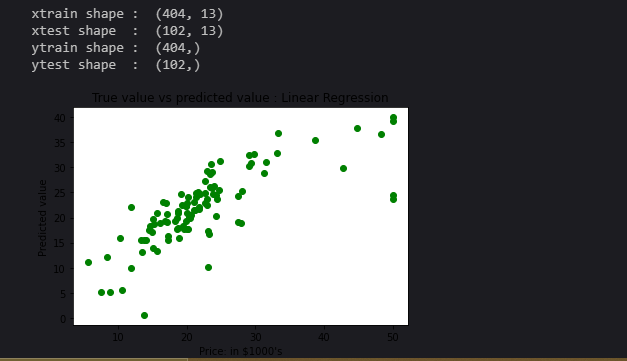 xtrain shape :  (404, 13)
xtest shape  :  (102, 13)
ytrain shape :  (404,)
ytest shape  :  (102,)
True value vs predicted value : Linear Regression
40
35
30
25
20
15
10
5
0
Predicted value
10
20
30
40
50
Price: in $1000's